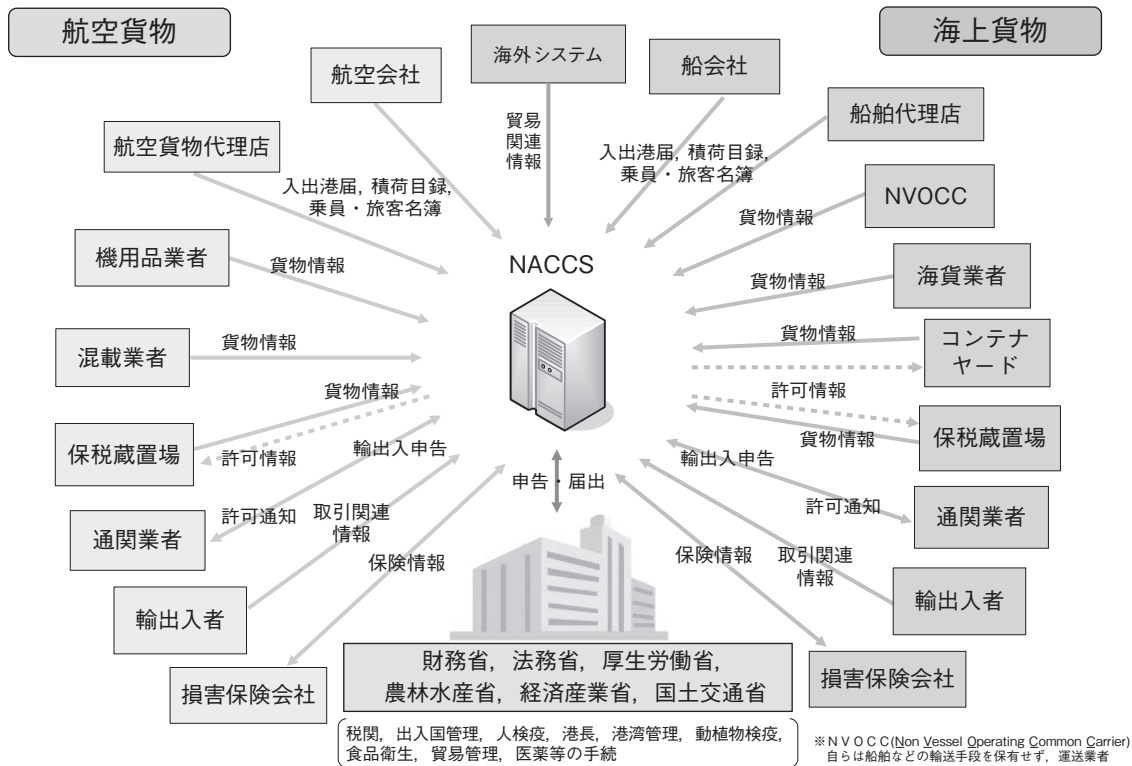 航空貨物
海上貨物
航空会社
海外システム
船会社
航空貨物代理店
船舶代理店
貿易
関連
情報
入出港届，積荷目録，
乗員・旅客名簿
入出港届，積荷目録，
乗員・旅客名簿
NVOCC
貨物情報
機用品業者
貨物情報
NACCS
海貨業者
貨物情報
混載業者
貨物情報
コンテナ
ヤード
貨物情報
保税蔵置場
貨物情報
許可情報
許可情報
保税蔵置場
貨物情報
通関業者
輸出入申告
許可通知
申告・届出
輸出入申告
許可通知
通関業者
輸出入者
取引関連
情報
取引関連
情報
輸出入者
損害保険会社
保険情報
保険情報
損害保険会社
財務省，法務省，厚生労働省，
農林水産省，経済産業省，国土交通省
税関，出入国管理，人検疫，港長，港湾管理，動植物検疫，
食品衛生，貿易管理，医薬等の手続
※NVOCC(Non Vessel Operating Common Carrier)
自らは船舶などの輸送手段を保有せず，運送業者